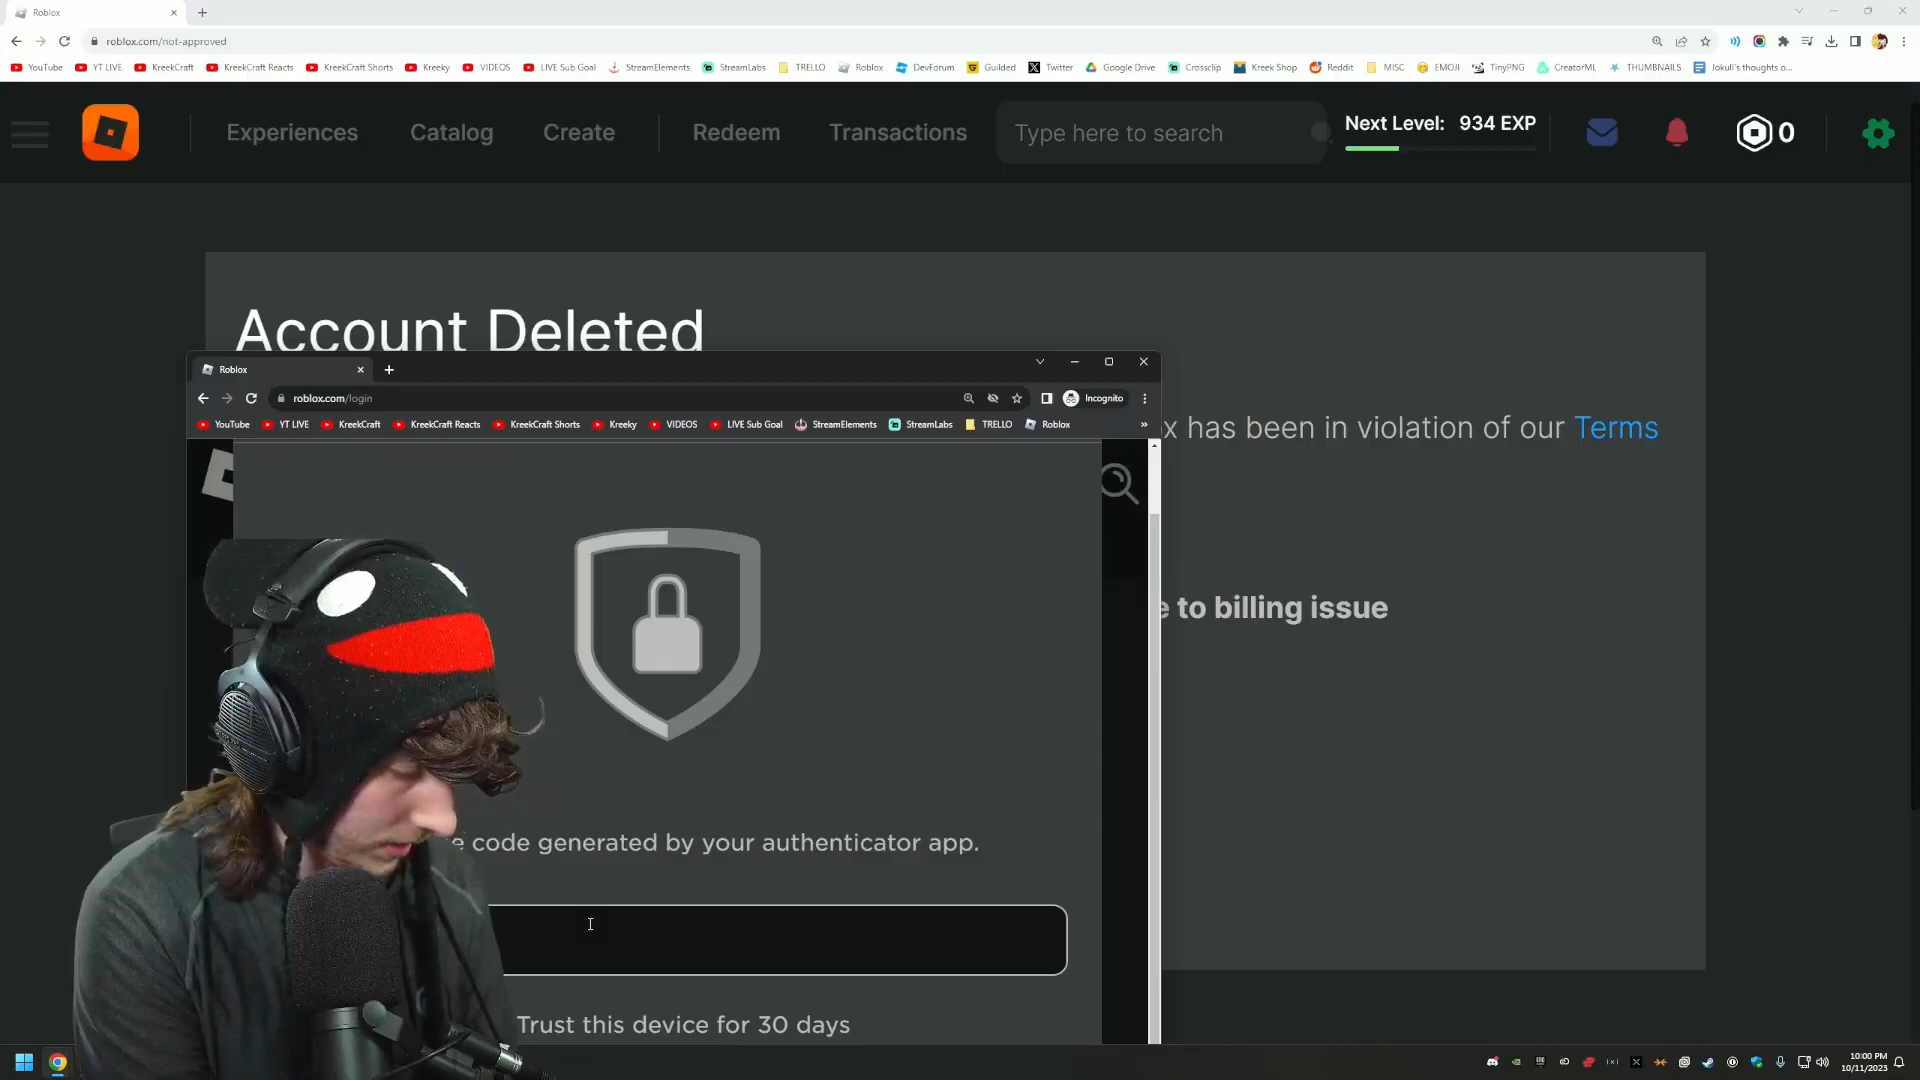 Roblox
roblox.com/not-approved
YouTube YT LIVE KreekCraft KreekCraft Reacts KreekCraft Shorts Kreeky VIDEOS LIVE Sub Goal StreamElements StreamLabs TRELLO Roblox DevForum Guilded Twitter Google Drive Crossclip Kreek Shop Reddit MISC EMOJI TinyPNG CreatorML THUMBNAILS Jokull's thoughts o...
Experiences Catalog Create Redeem Transactions Type here to search Next Level: 934 EXP 0
Account Deleted
x has been in violation of our Terms
e to billing issue
Roblox
roblox.com/login Incognito
YouTube YT LIVE KreekCraft KreekCraft Reacts KreekCraft Shorts Kreeky VIDEOS LIVE Sub Goal StreamElements StreamLabs TRELLO Roblox »
e code generated by your authenticator app.
Trust this device for 30 days
10:00 PM
10/11/2023